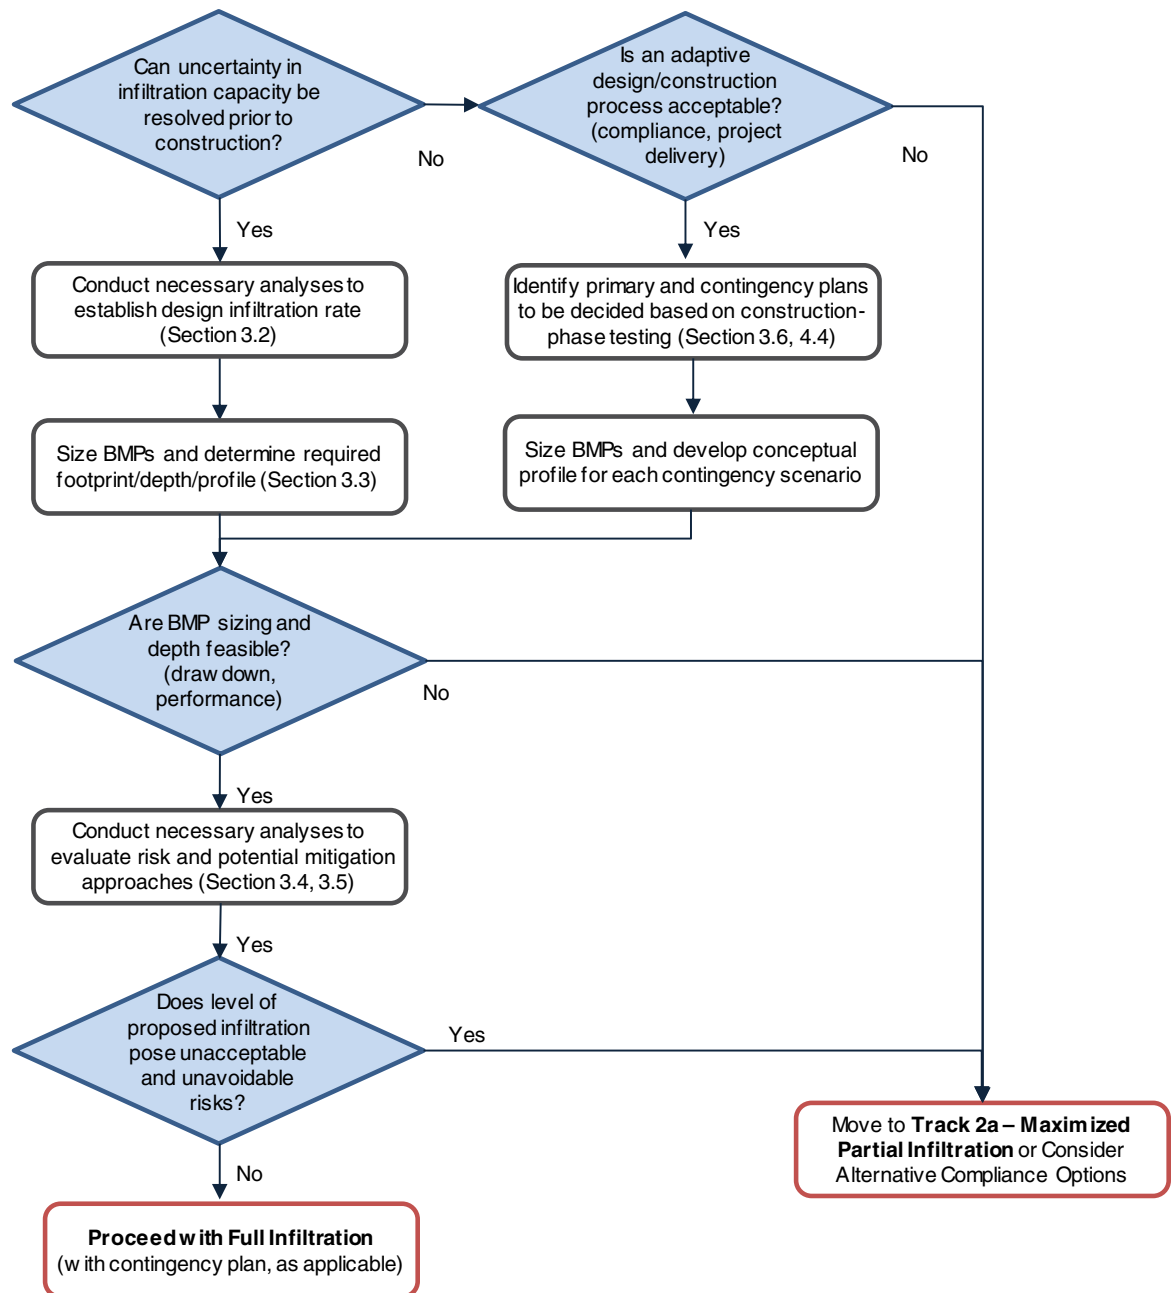 Can uncertainty in
infiltration capacity be
resolved prior to
construction?
No
Is an adaptive
design/construction
process acceptable?
(compliance, project
delivery)
No
Yes
Yes
Conduct necessary analyses to
establish design infiltration rate
(Section 3.2)
Identify primary and contingency plans
to be decided based on construction-
phase testing (Section 3.6, 4.4)
Size BMPs and determine required
footprint/depth/profile (Section 3.3)
Size BMPs and develop conceptual
profile for each contingency scenario
Are BMP sizing and
depth feasible?
(draw down,
performance)
No
Yes
Conduct necessary analyses to
evaluate risk and potential mitigation
approaches (Section 3.4, 3.5)
Yes
Does level of
proposed infiltration
pose unacceptable
and unavoidable
risks?
Yes
No
Move to Track 2a – Maximized
Partial Infiltration or Consider
Alternative Compliance Options
Proceed with Full Infiltration
(with contingency plan, as applicable)